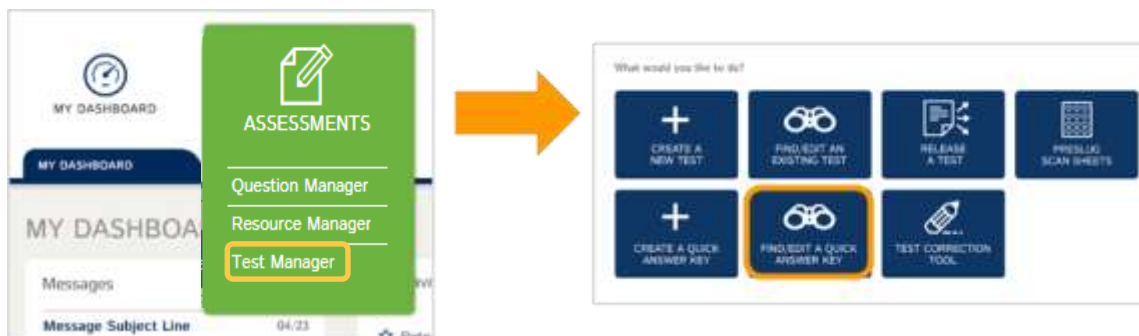 MY DASHBOARD
ASSESSMENTS
MY DASHBOARD
Question Manager
Resource Manager
Test Manager
MY DASHBOA
Messages
Message Subject Line
04/23
What would you like to do?
CREATE A
NEW TEST
FIND/EDIT AN
EXISTING TEST
RELEASE
A TEST
PRESLUG
SCAN SHEETS
CREATE A QUICK
ANSWER KEY
FIND/EDIT A QUICK
ANSWER KEY
TEST CORRECTION
TOOL